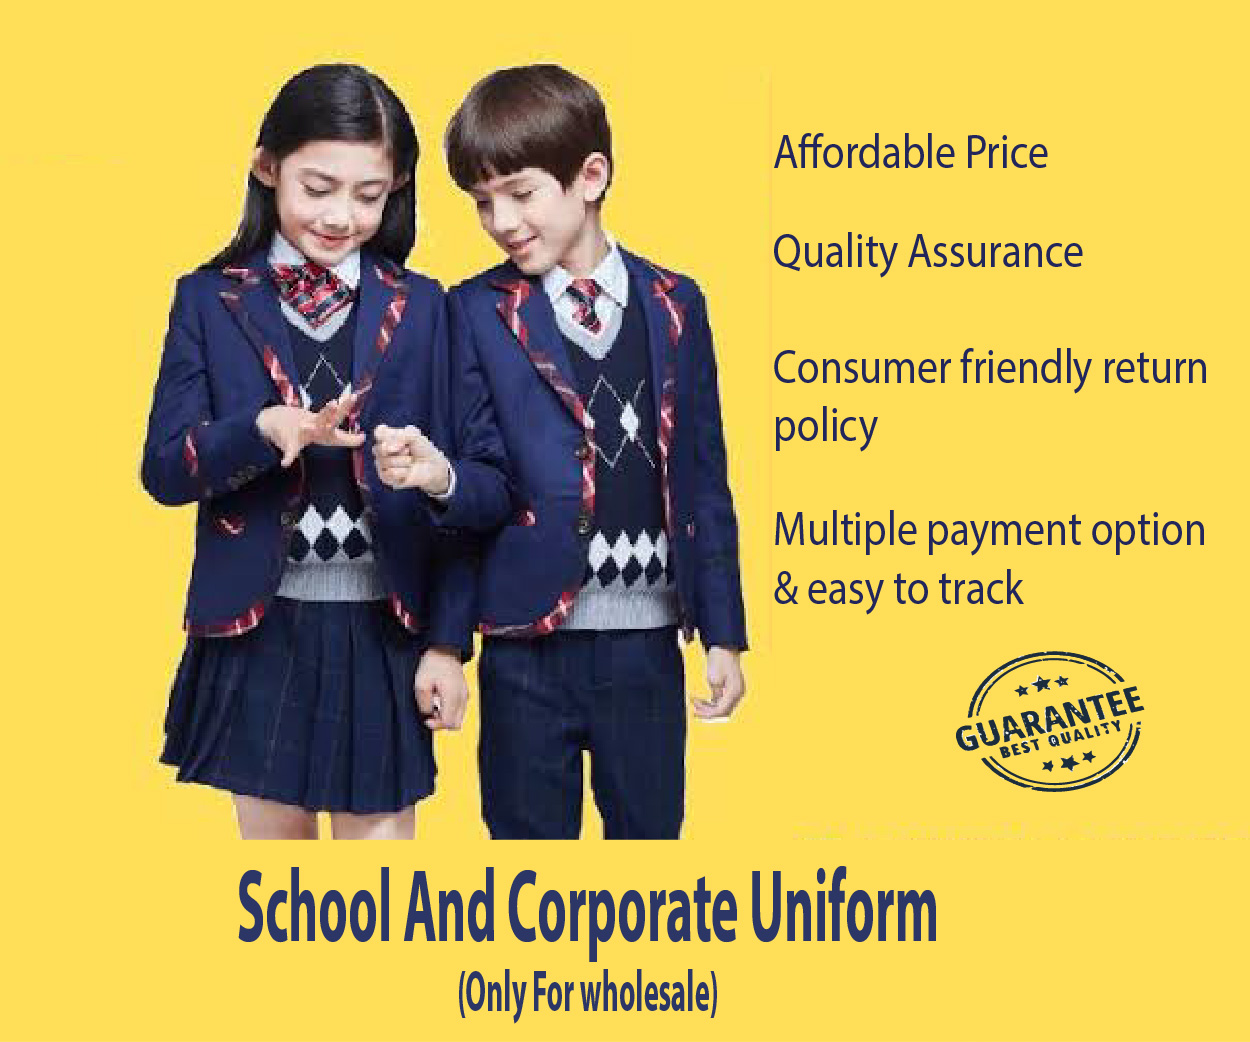 Affordable Price
Quality Assurance
Consumer friendly return
policy
Multiple payment option
& easy to track
GUARANTEE
BEST QUALITY
School And Corporate Uniform
(Only For wholesale)